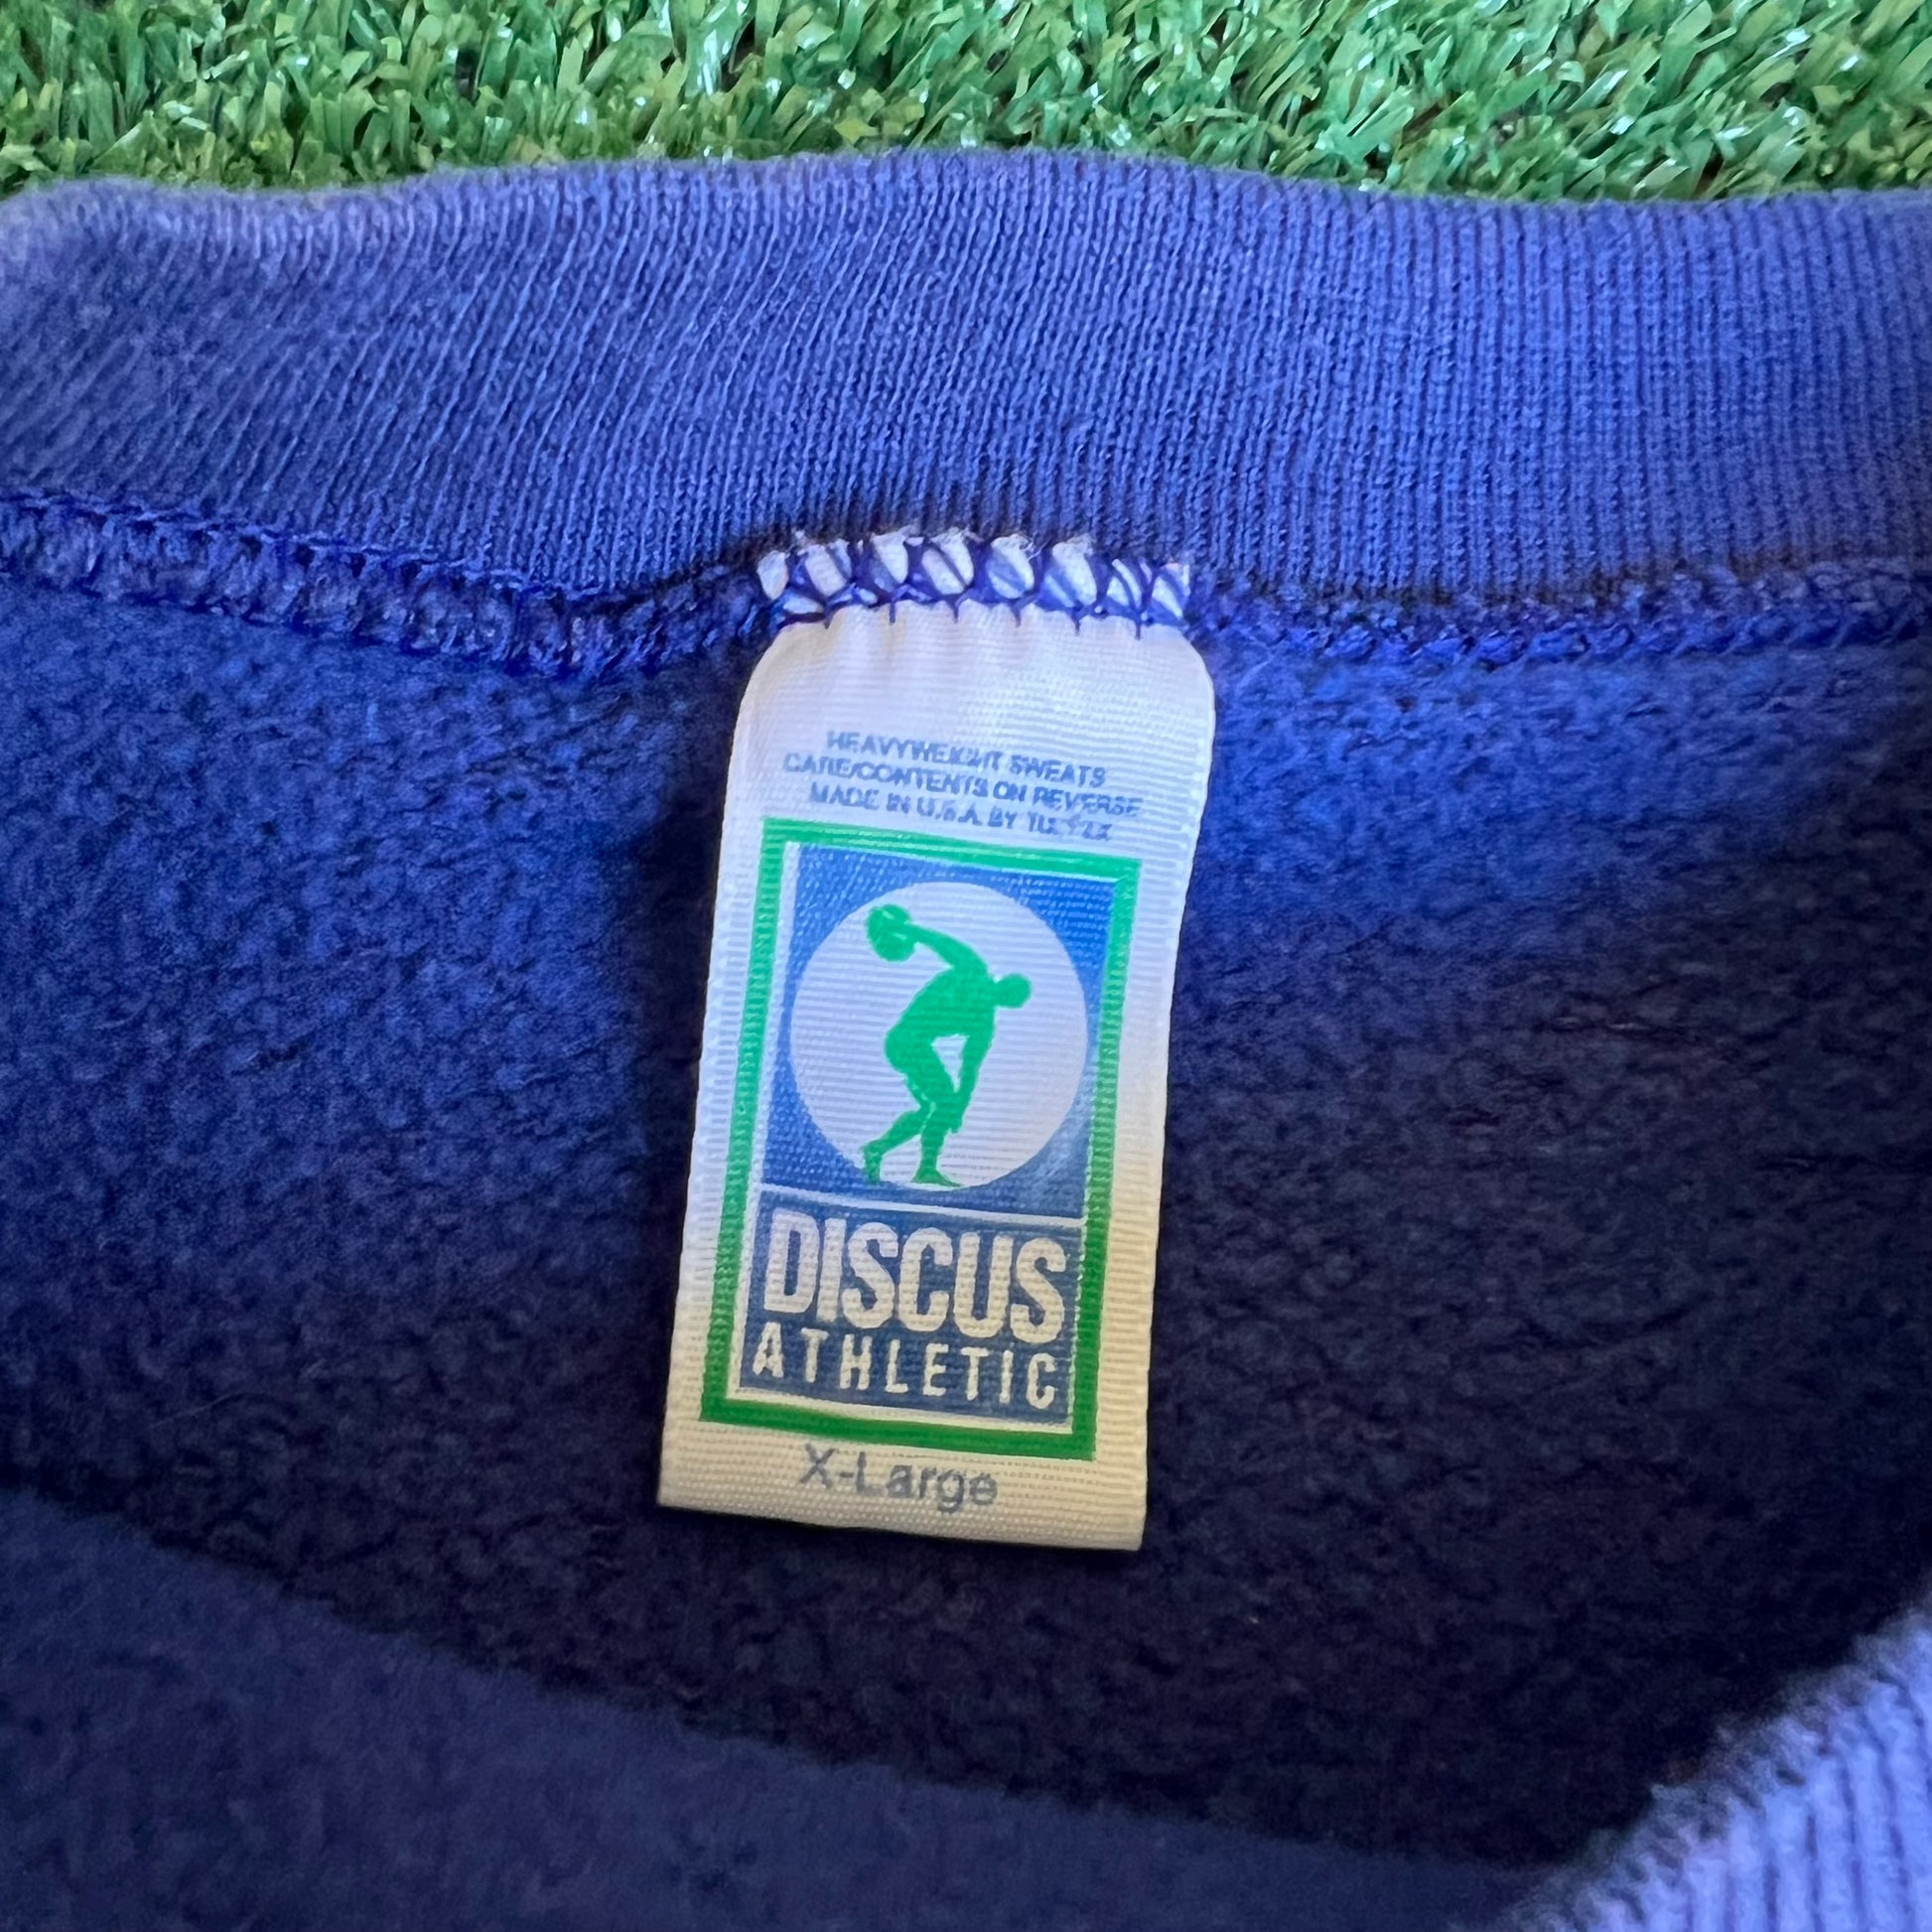 HEAVYWEIGHT SWEATS
CARE/CONTENTS ON REVERSE
MADE IN U.S.A. BY
DISCUS
ATHLETIC
X-Large